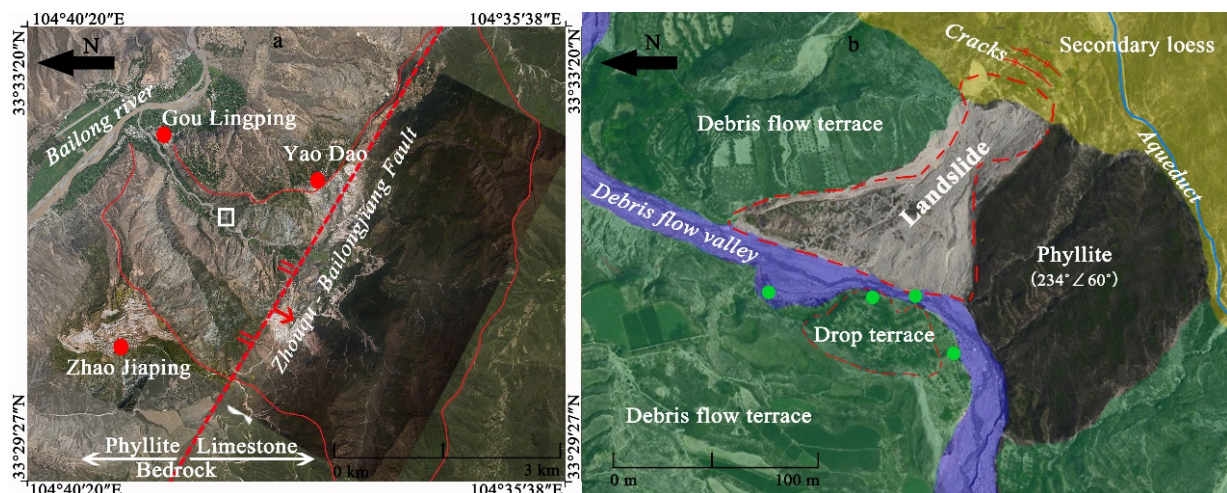 104°40′20″E
104°35′38″E
33°33′20″N
33°33′20″N
N
a
Bailong river
Gou Lingping
Yao Dao
Zhouqu - Bailongjiang Fault
Zhao Jiaping
33°29′27″N
33°29′27″N
Phyllite Limestone
Bedrock
0 km
3 km
104°40′20″E
104°35′38″E
N
b
Cracks
Secondary loess
Debris flow terrace
Aqueduct
Landslide
Debris flow valley
Phyllite
(234°∠60°)
Drop terrace
Debris flow terrace
0 m
100 m